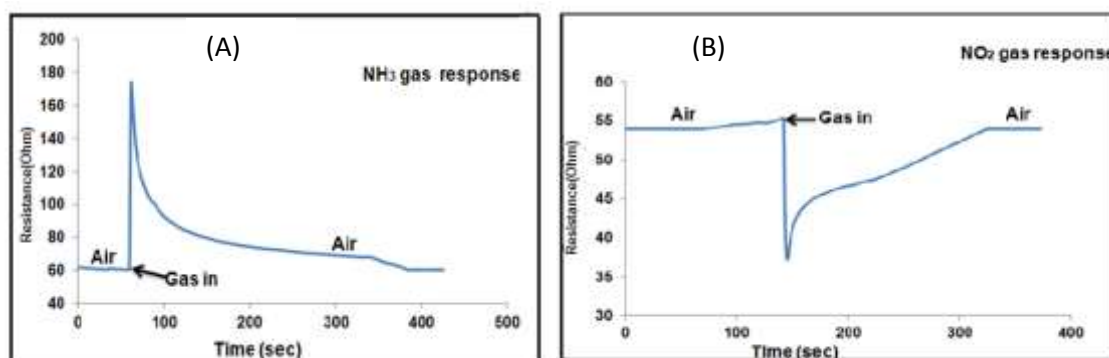 (A)
NH3 gas response
200
180
160
140
120
100
80
60
40
Resistance(Ohm)
Air
Gas in
Air
0 100 200 300 400 500
Time (sec)
(B)
NO2 gas response
60
55
50
45
40
35
30
Resistance(Ohm)
Air
Gas in
Air
0 100 200 300 400
Time (sec)